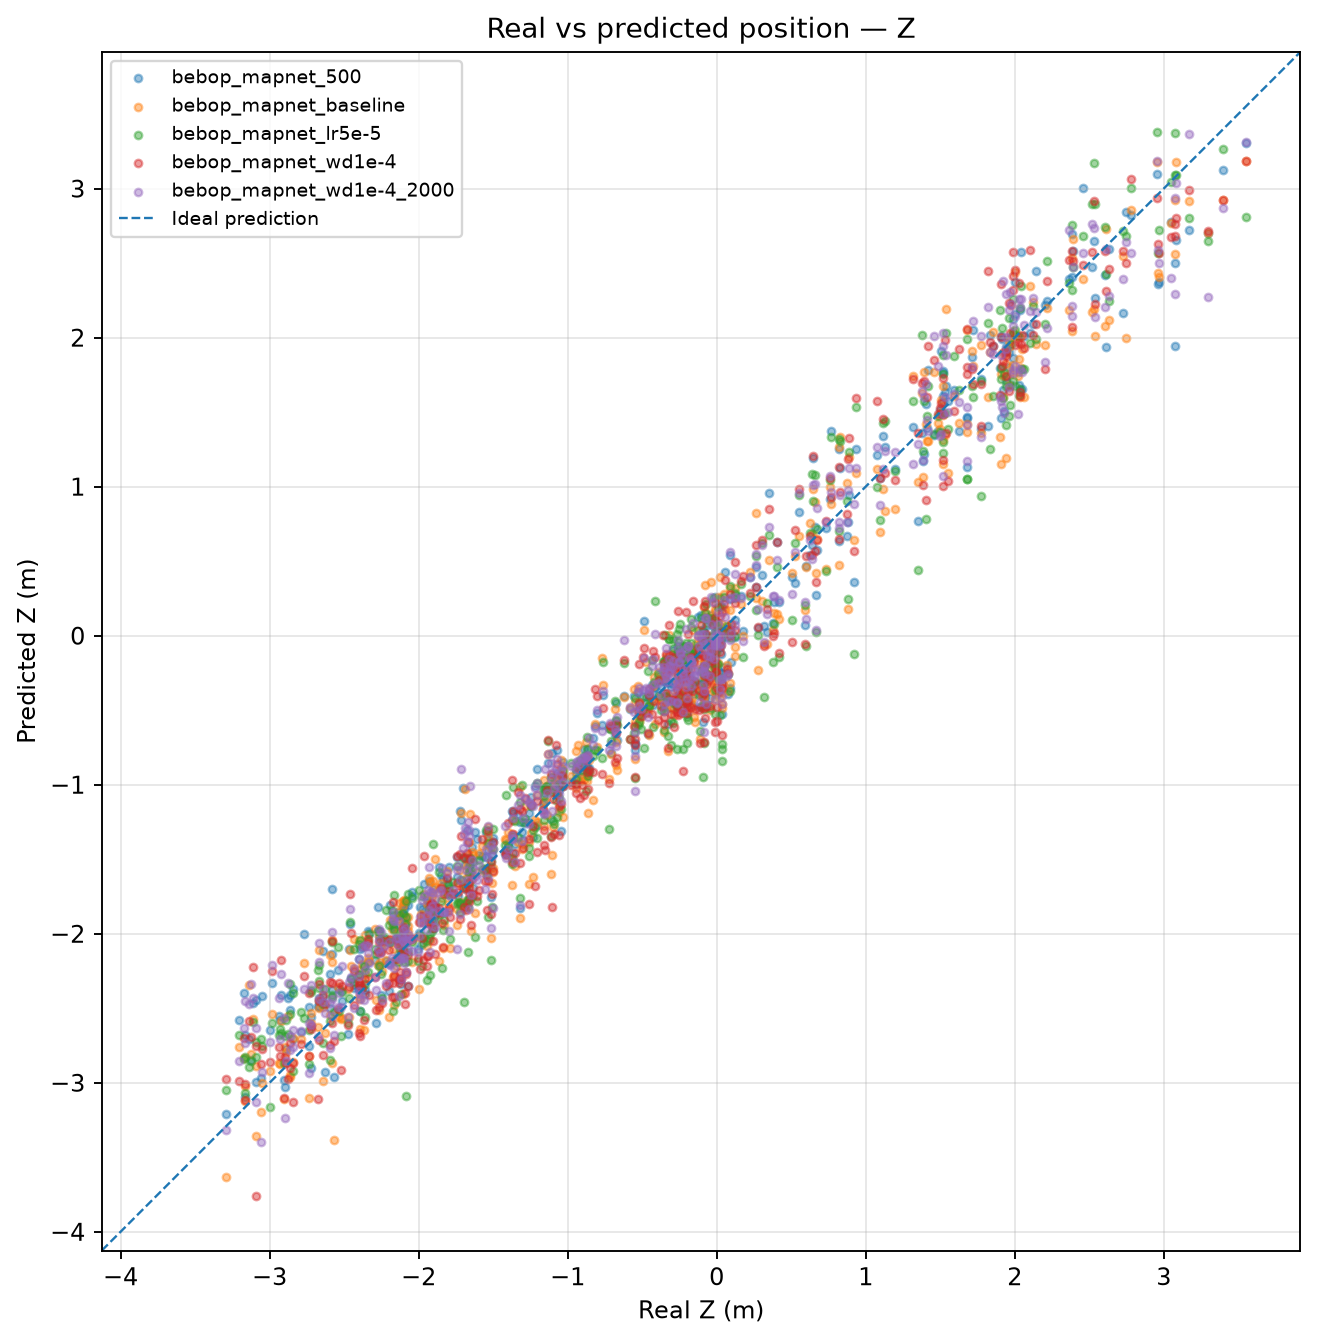 Real vs predicted position — Z
bebop_mapnet_500
bebop_mapnet_baseline
bebop_mapnet_lr5e-5
bebop_mapnet_wd1e-4
bebop_mapnet_wd1e-4_2000
Ideal prediction
Predicted Z (m)
3
2
1
0
−1
−2
−3
−4
−4
−3
−2
−1
0
1
2
3
Real Z (m)